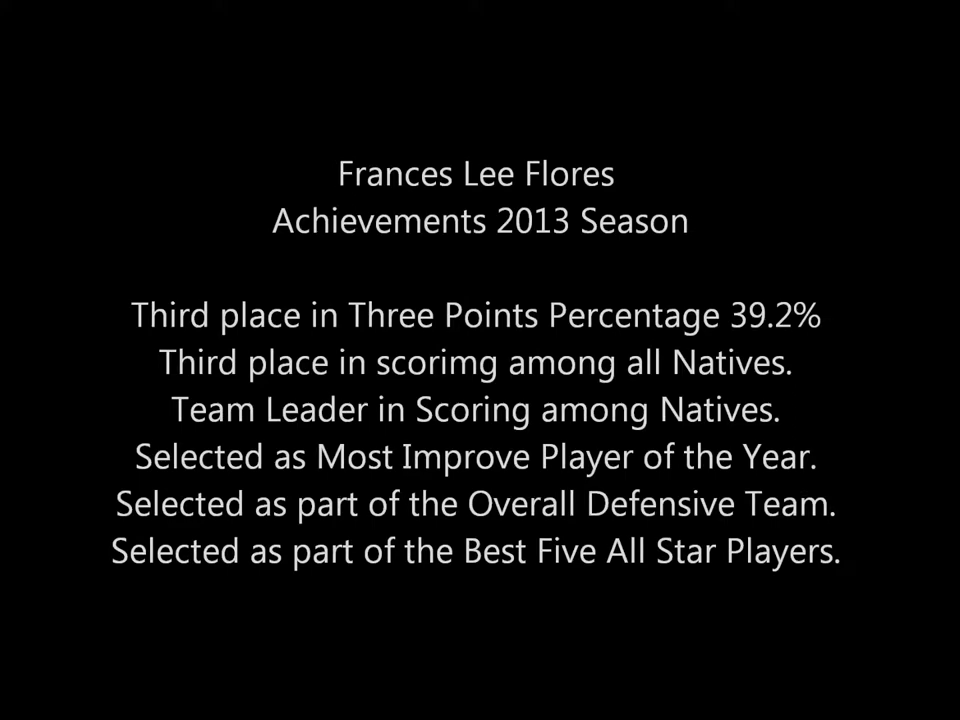 Frances Lee Flores
Achievements 2013 Season
Third place in Three Points Percentage 39.2%
Third place in scorimg among all Natives.
Team Leader in Scoring among Natives.
Selected as Most Improve Player of the Year.
Selected as part of the Overall Defensive Team.
Selected as part of the Best Five All Star Players.